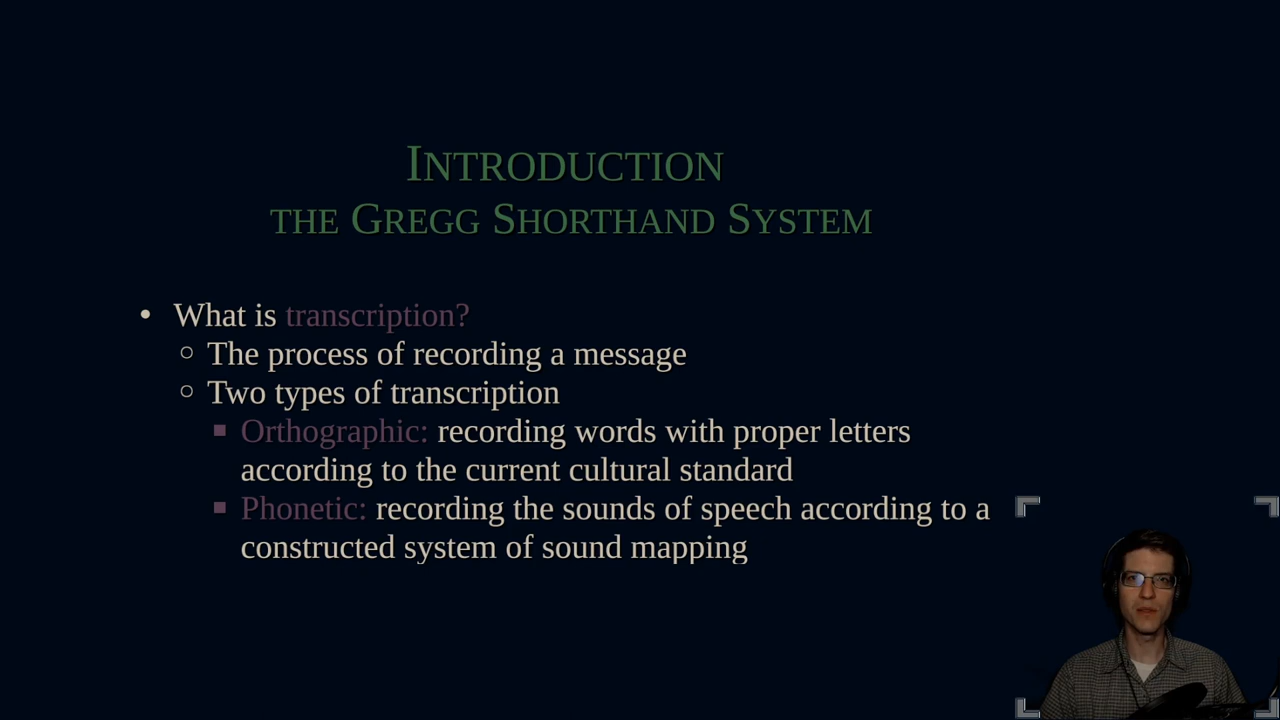 Introduction
the Gregg Shorthand System
• What is transcription?
○ The process of recording a message
○ Two types of transcription
■ Orthographic: recording words with proper letters
according to the current cultural standard
■ Phonetic: recording the sounds of speech according to a
constructed system of sound mapping